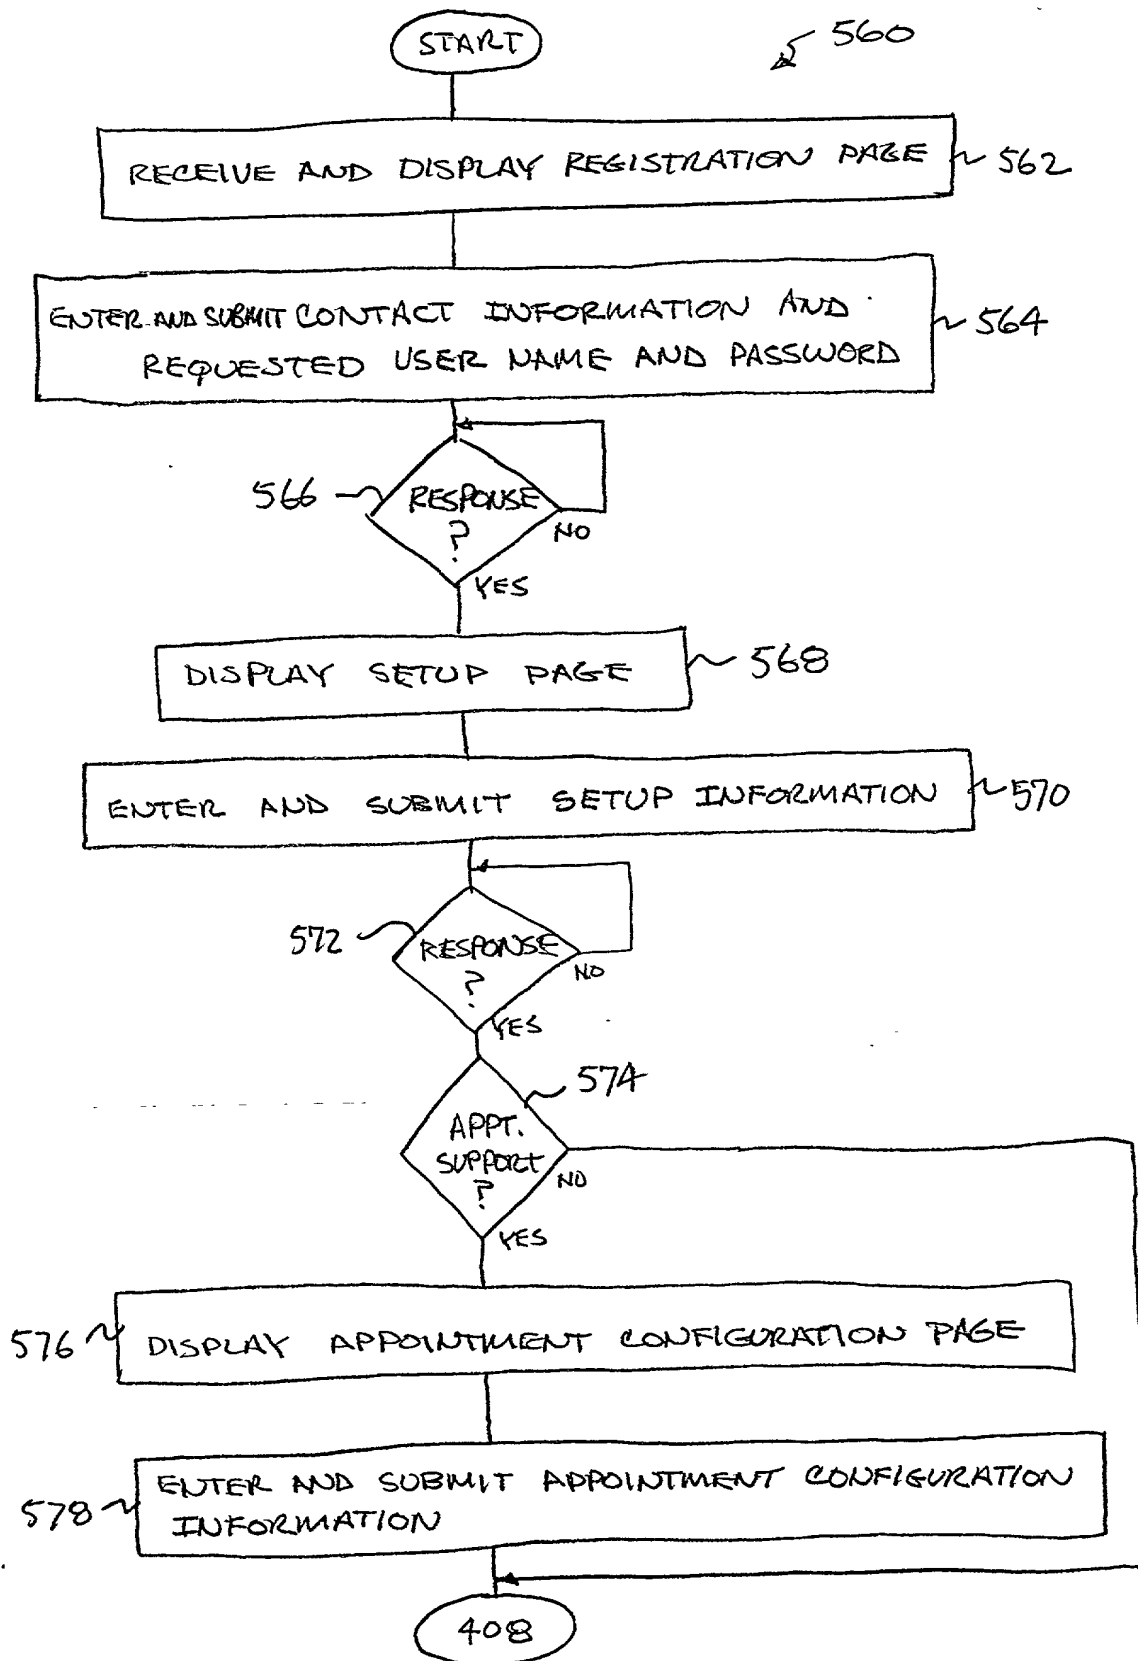 START
560
RECEIVE AND DISPLAY REGISTRATION PAGE
562
ENTER AND SUBMIT CONTACT INFORMATION AND
REQUESTED USER NAME AND PASSWORD
564
566
RESPONSE
?
NO
YES
DISPLAY SETUP PAGE
568
ENTER AND SUBMIT SETUP INFORMATION
570
572
RESPONSE
?
NO
YES
574
APPT.
SUPPORT
?
NO
YES
576
DISPLAY APPOINTMENT CONFIGURATION PAGE
578
ENTER AND SUBMIT APPOINTMENT CONFIGURATION
INFORMATION
408